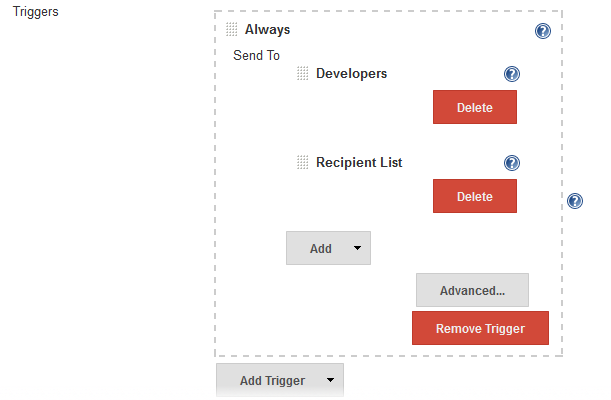 Triggers
Always
?
Send To
Developers
?
Delete
Recipient List
?
Delete
?
Add
Advanced...
Remove Trigger
Add Trigger